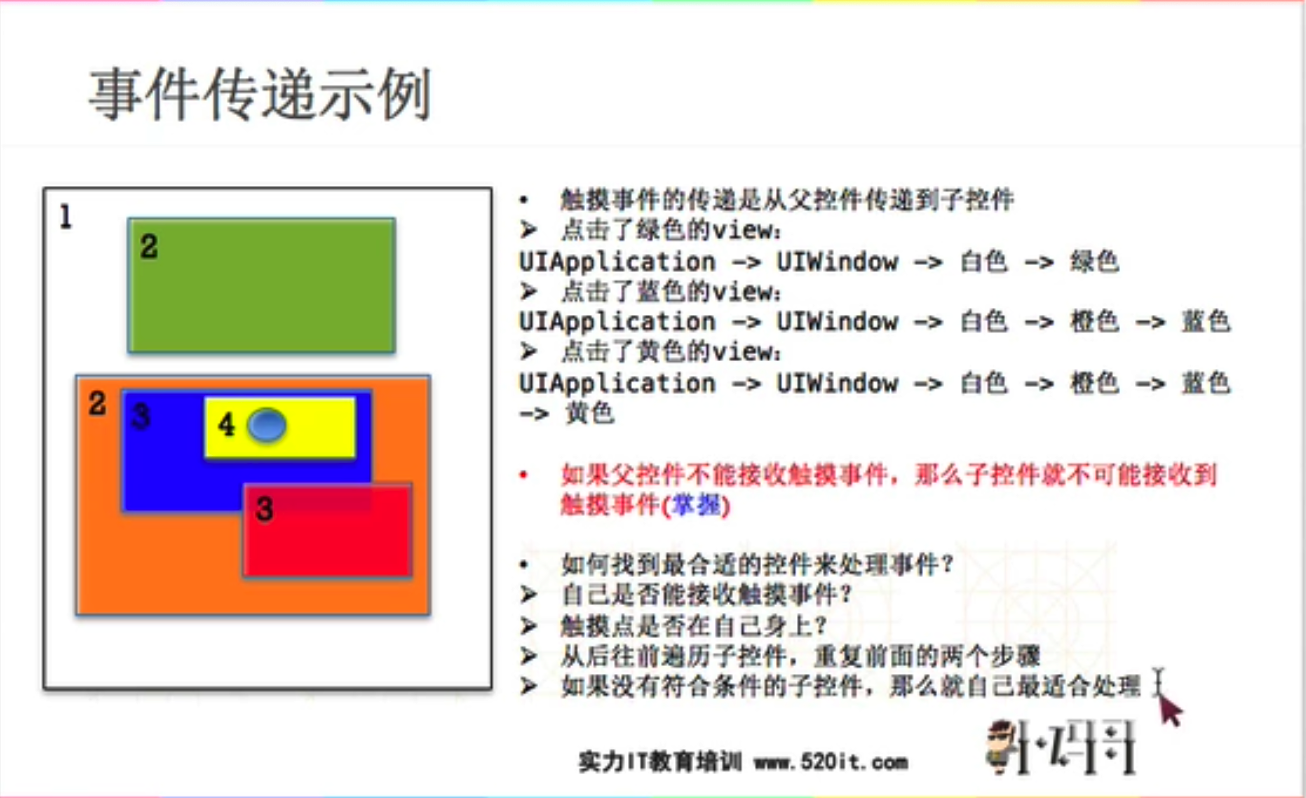 事件传递示例
1
2
2
3
4
3
• 触摸事件的传递是从父控件传递到子控件
➢ 点击了绿色的view：
UIApplication -> UIWindow -> 白色 -> 绿色
➢ 点击了蓝色的view：
UIApplication -> UIWindow -> 白色 -> 橙色 -> 蓝色
➢ 点击了黄色的view：
UIApplication -> UIWindow -> 白色 -> 橙色 -> 蓝色
-> 黄色
• 如果父控件不能接收触摸事件，那么子控件就不可能接收到
触摸事件(掌握)
• 如何找到最合适的控件来处理事件？
➢ 自己是否能接收触摸事件？
➢ 触摸点是否在自己身上？
➢ 从后往前遍历子控件，重复前面的两个步骤
➢ 如果没有符合条件的子控件，那么就自己最适合处理
实力IT教育培训 www.520it.com